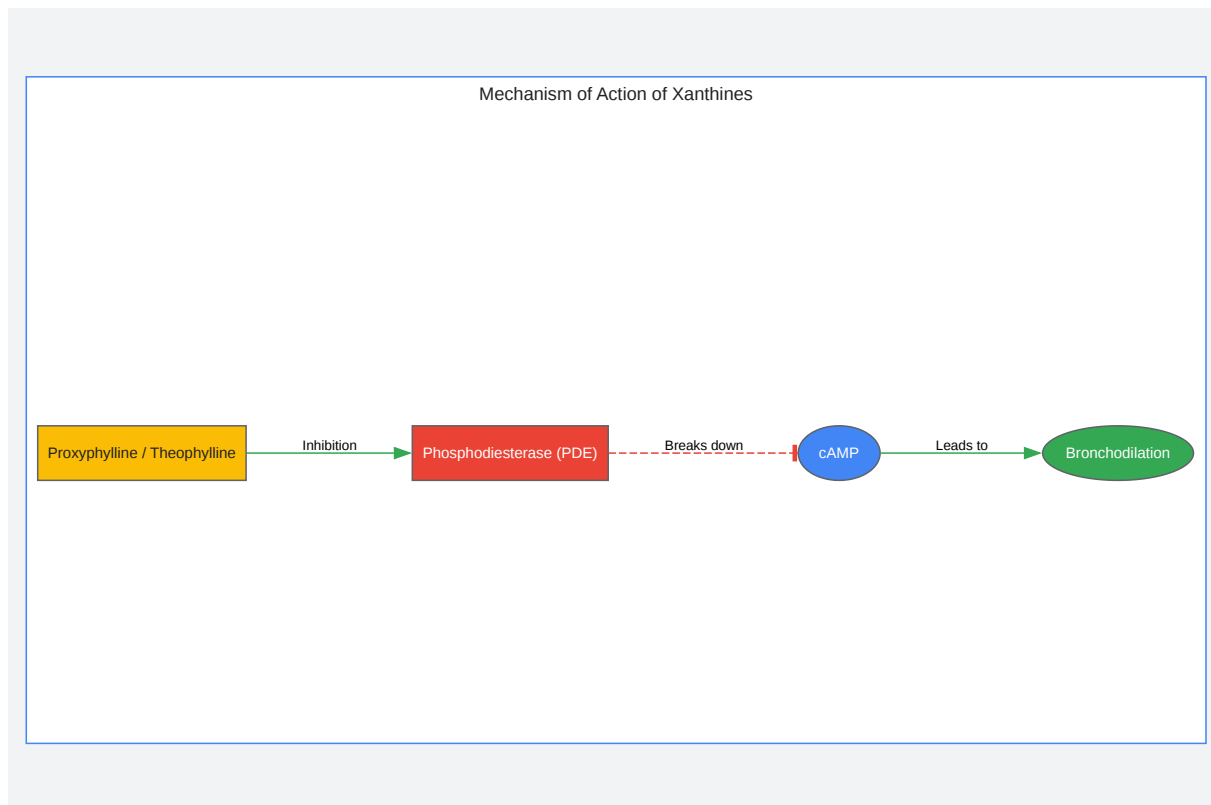 Mechanism of Action of Xanthines
Proxyphylline / Theophylline
Inhibition
Phosphodiesterase (PDE)
Breaks down
cAMP
Leads to
Bronchodilation